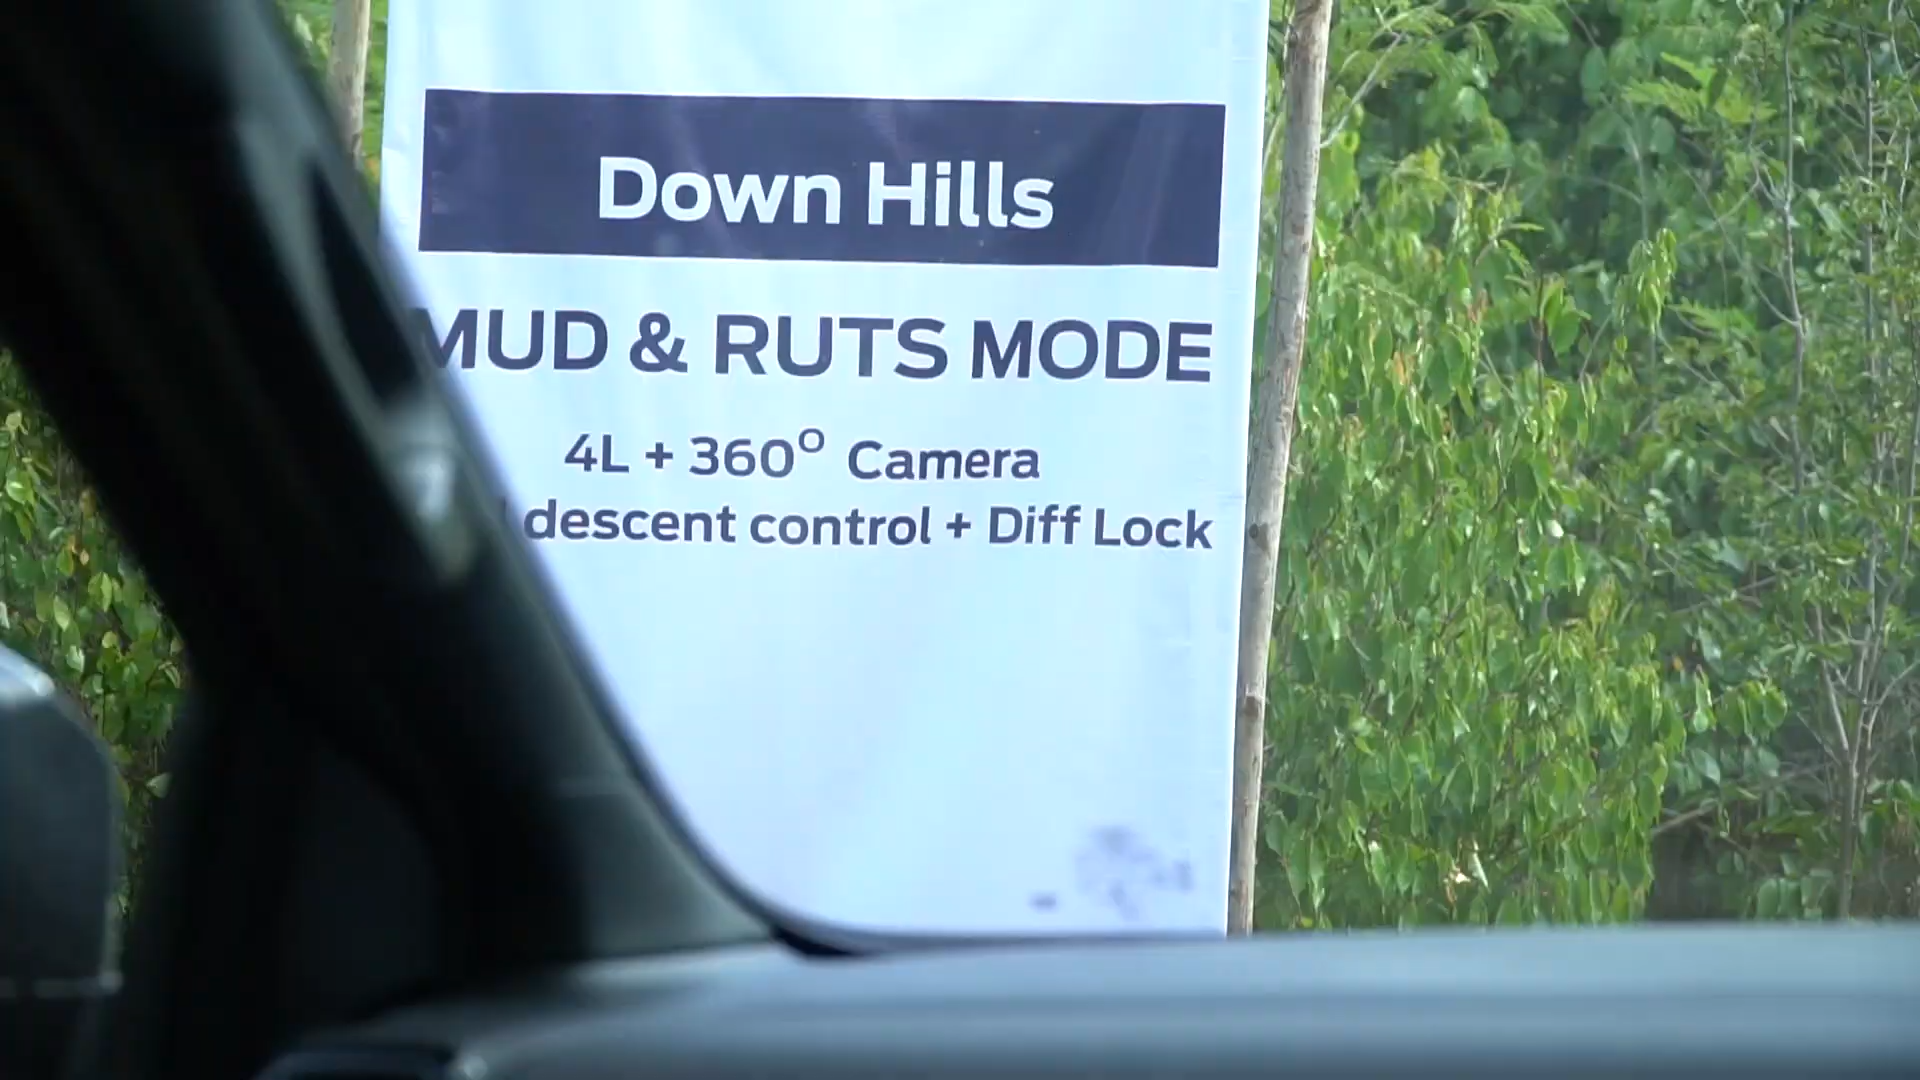 Down Hills
MUD & RUTS MODE
4L + 360° Camera
descent control + Diff Lock